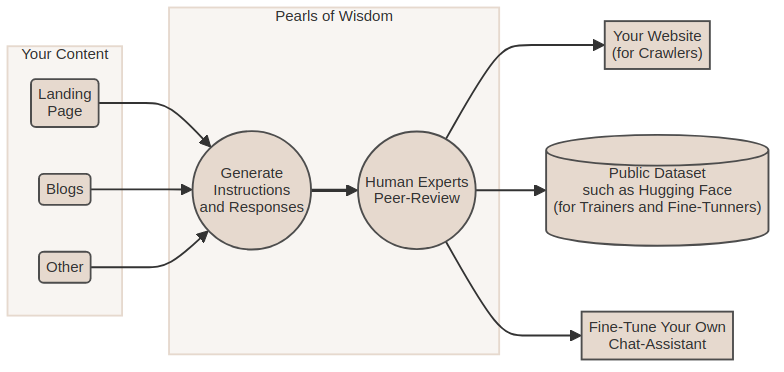 Pearls of Wisdom
Your Content
Landing
Page
Blogs
Other
Generate
Instructions
and Responses
Human Experts
Peer-Review
Your Website
(for Crawlers)
Public Dataset
such as Hugging Face
(for Trainers and Fine-Tunners)
Fine-Tune Your Own
Chat-Assistant